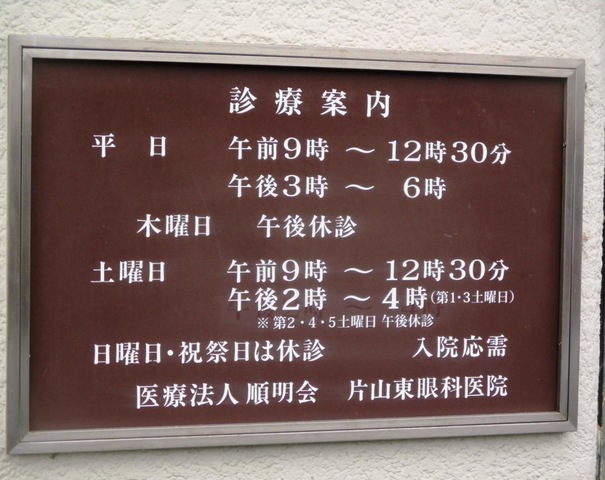 診療案内
平日 午前9時 ～ 12時30分
午後3時 ～ 6時
木曜日 午後休診
土曜日 午前9時 ～ 12時30分
午後2時 ～ 4時(第1・3土曜日)
※ 第2・4・5土曜日 午後休診
日曜日・祝祭日は休診 入院応需
医療法人 順明会 片山東眼科医院